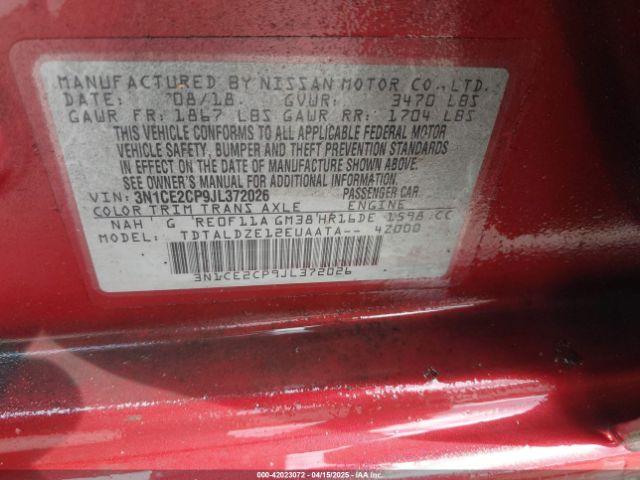 MANUFACTURED BY NISSAN MOTOR CO., LTD.
DATE: 08/18 GVWR: 3470 LBS
GAWR FR: 1867 LBS GAWR RR: 1704 LBS
THIS VEHICLE CONFORMS TO ALL APPLICABLE FEDERAL MOTOR
VEHICLE SAFETY, BUMPER AND THEFT PREVENTION STANDARDS
IN EFFECT ON THE DATE OF MANUFACTURE SHOWN ABOVE.
SEE OWNER'S MANUAL FOR ADDITIONAL INFORMATION.
VIN: 3N1CE2CP9JL372026 PASSENGER CAR
COLOR TRIM TRANS AXLE ENGINE
NAH G RE0F11A GM38 HR16DE 1598 CC
MODEL: TDTALDZE12EUAATA-- 42000
3N1CE2CP9JL372026
000-42023072 - 04/15/2025 - IAA Inc.